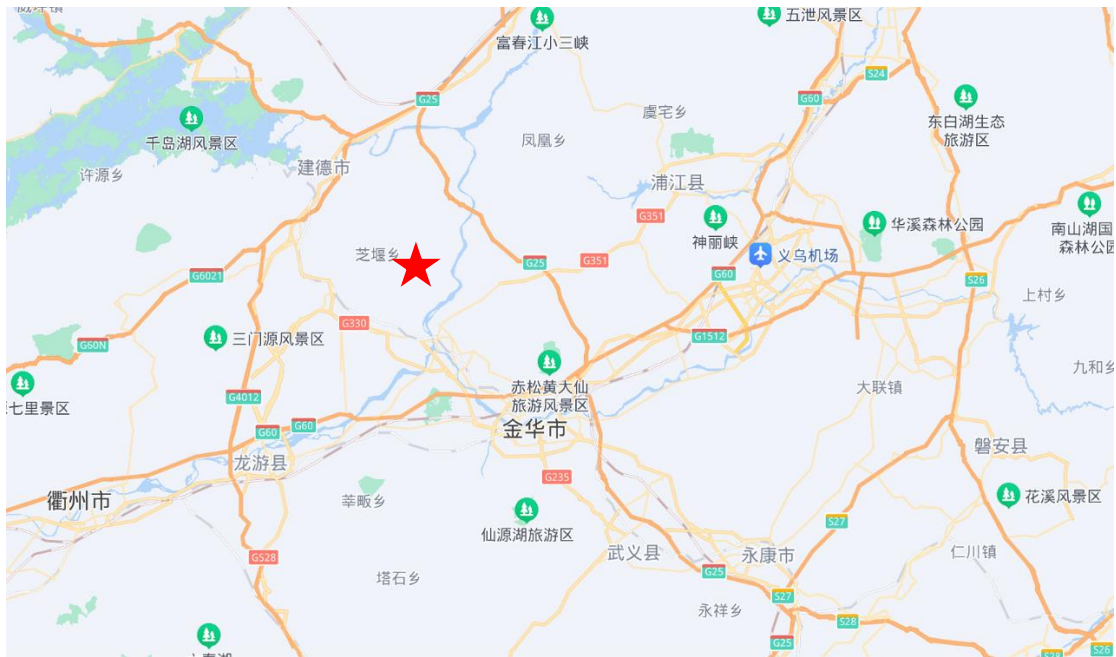 五泄风景区
富春江小三峡
S24
G25
G60
虞宅乡
东白湖生态
旅游区
千岛湖风景区
凤凰乡
建德市
许源乡
浦江县
G351
华溪森林公园
南山湖国
森林公园
神丽峡
芝堰乡
义乌机场
G25
G351
G6021
G60
S26
上村乡
G330
三门源风景区
G1512
G60N
九和乡
七里景区
赤松黄大仙
旅游风景区
大联镇
G4012
金华市
G60
G60
磐安县
龙游县
G235
莘畈乡
衢州市
花溪风景区
仙源湖旅游区
S27
武义县
永康市
仁川镇
G528
G25
塔石乡
S27
永祥乡
S28
G25
S28
S26